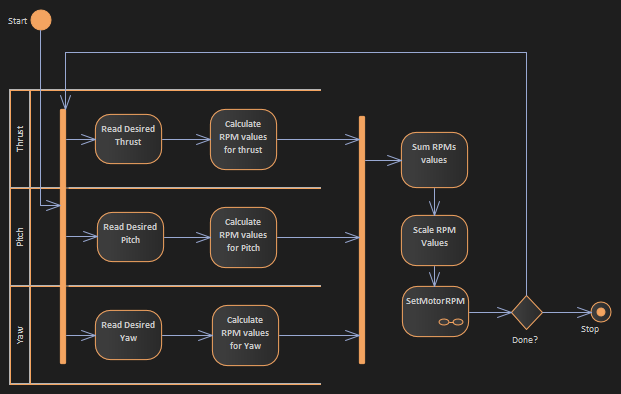 Start
Thrust
Read Desired
Thrust
Calculate
RPM values
for thrust
Sum RPMs
values
Pitch
Read Desired
Pitch
Calculate
RPM values
for Pitch
Scale RPM
Values
Yaw
Read Desired
Yaw
Calculate
RPM values
for Yaw
SetMotorRPM
Done?
Stop